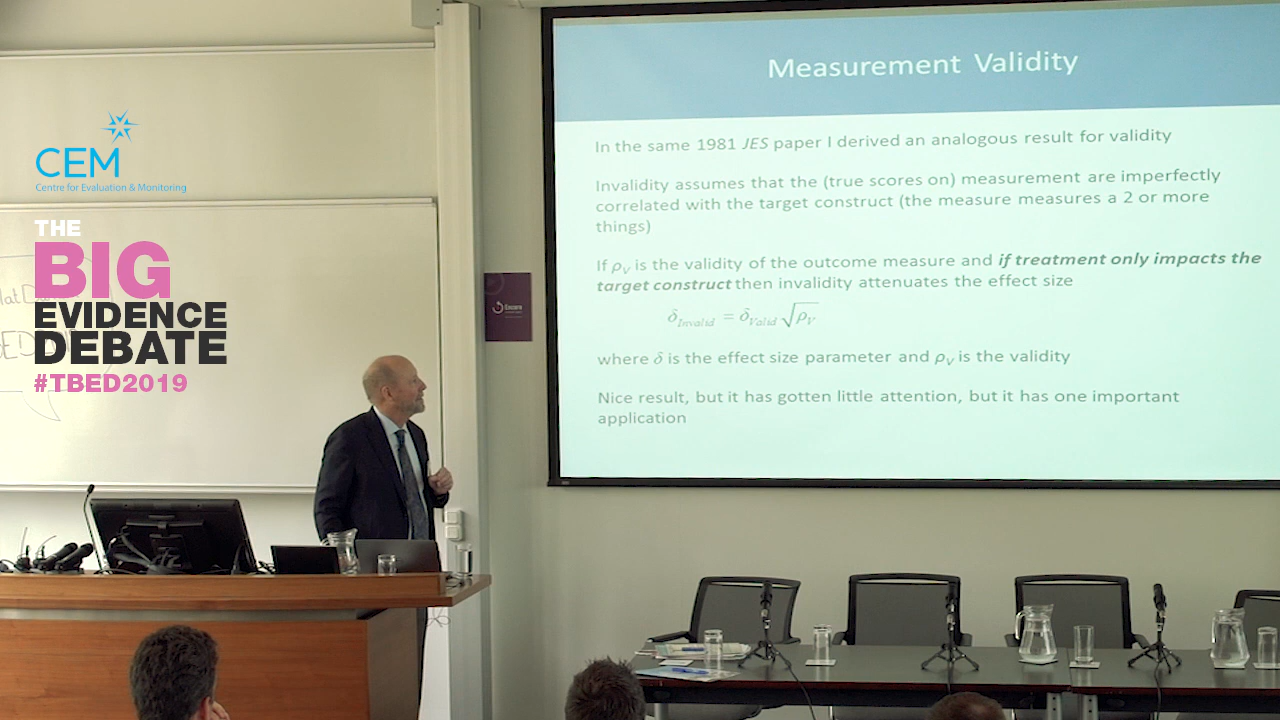 CEM
Centre for Evaluation & Monitoring
THE
BIG
EVIDENCE
DEBATE
#TBED2019
Measurement Validity
In the same 1981 JES paper I derived an analogous result for validity
Invalidity assumes that the (true scores on) measurement are imperfectly
correlated with the target construct (the measure measures a 2 or more
things)
If ρV is the validity of the outcome measure and if treatment only impacts the
target construct then invalidity attenuates the effect size
δInvalid = δValid √ρV
where δ is the effect size parameter and ρV is the validity
Nice result, but it has gotten little attention, but it has one important
application